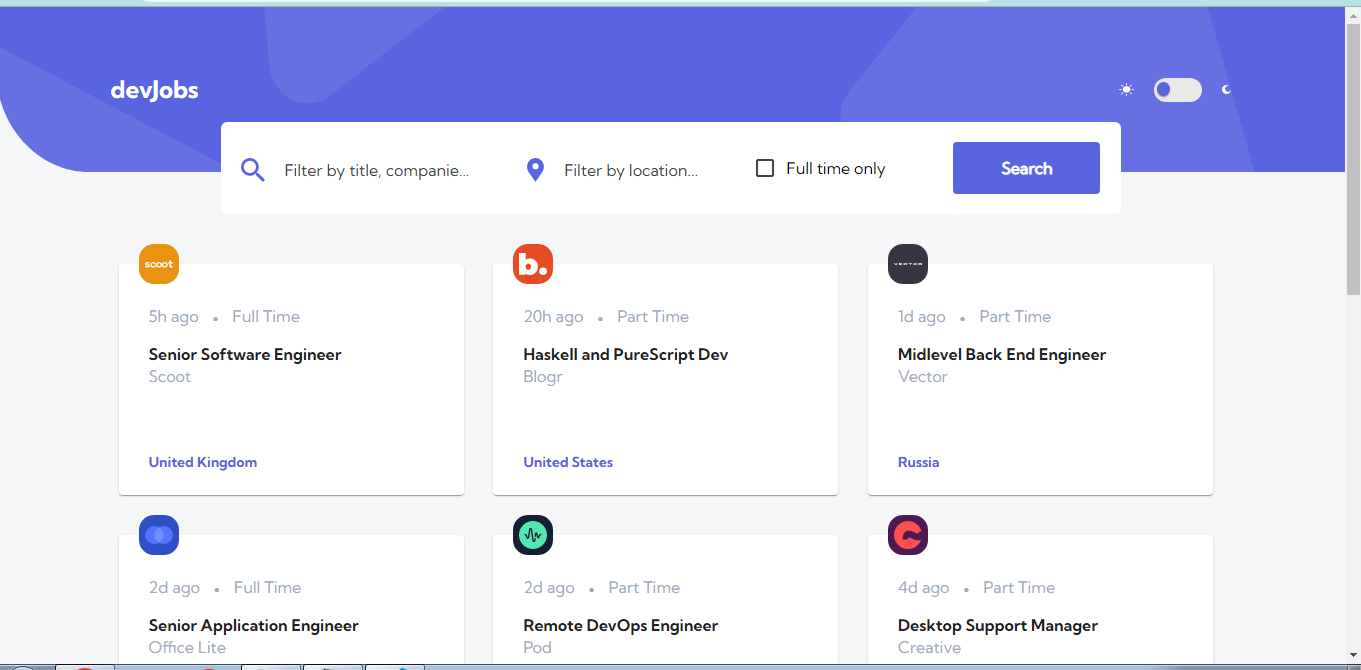 devJobs
Filter by title, companie...
Filter by location...
Full time only
Search
scoot
b.
VECTOR
5h ago • Full Time
20h ago • Part Time
1d ago • Part Time
Senior Software Engineer
Haskell and PureScript Dev
Midlevel Back End Engineer
Scoot
Blogr
Vector
United Kingdom
United States
Russia
2d ago • Full Time
2d ago • Part Time
4d ago • Part Time
Senior Application Engineer
Remote DevOps Engineer
Desktop Support Manager
Office Lite
Pod
Creative